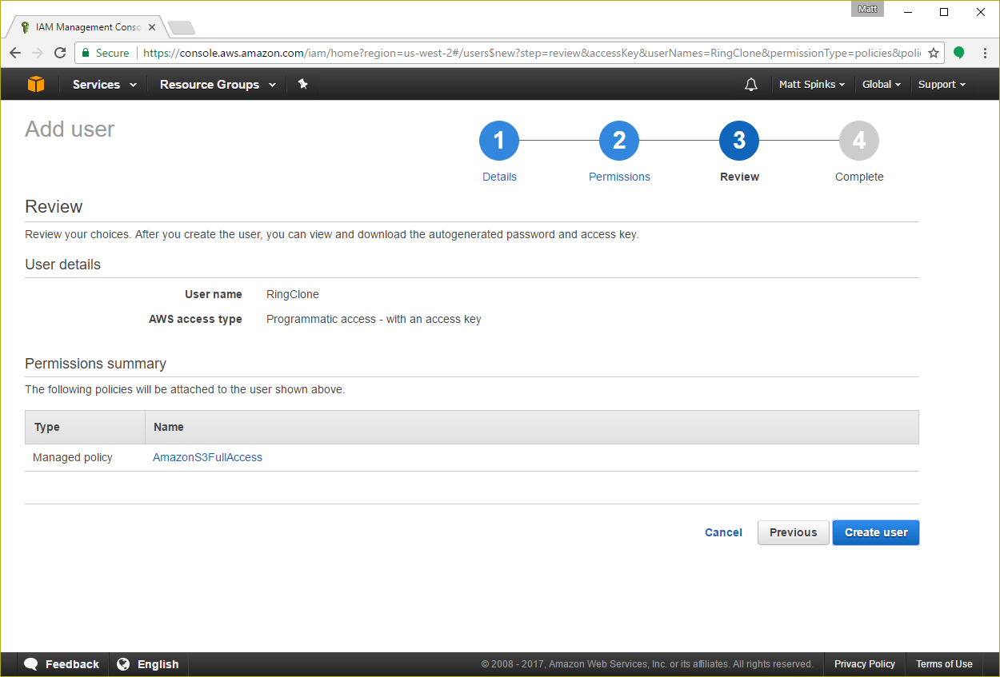 Matt
IAM Management Conso
Secure https://console.aws.amazon.com/iam/home?region=us-west-2#/users$new?step=review&accessKey&userNames=RingClone&permissionType=policies&poli
Services Resource Groups Matt Spinks Global Support
Add user
1 2 3 4
Details Permissions Review Complete
Review
Review your choices. After you create the user, you can view and download the autogenerated password and access key.
User details
User name RingClone
AWS access type Programmatic access - with an access key
Permissions summary
The following policies will be attached to the user shown above.
Type Name
Managed policy AmazonS3FullAccess
Cancel Previous Create user
Feedback English © 2008 - 2017, Amazon Web Services, Inc. or its affiliates. All rights reserved. Privacy Policy Terms of Use